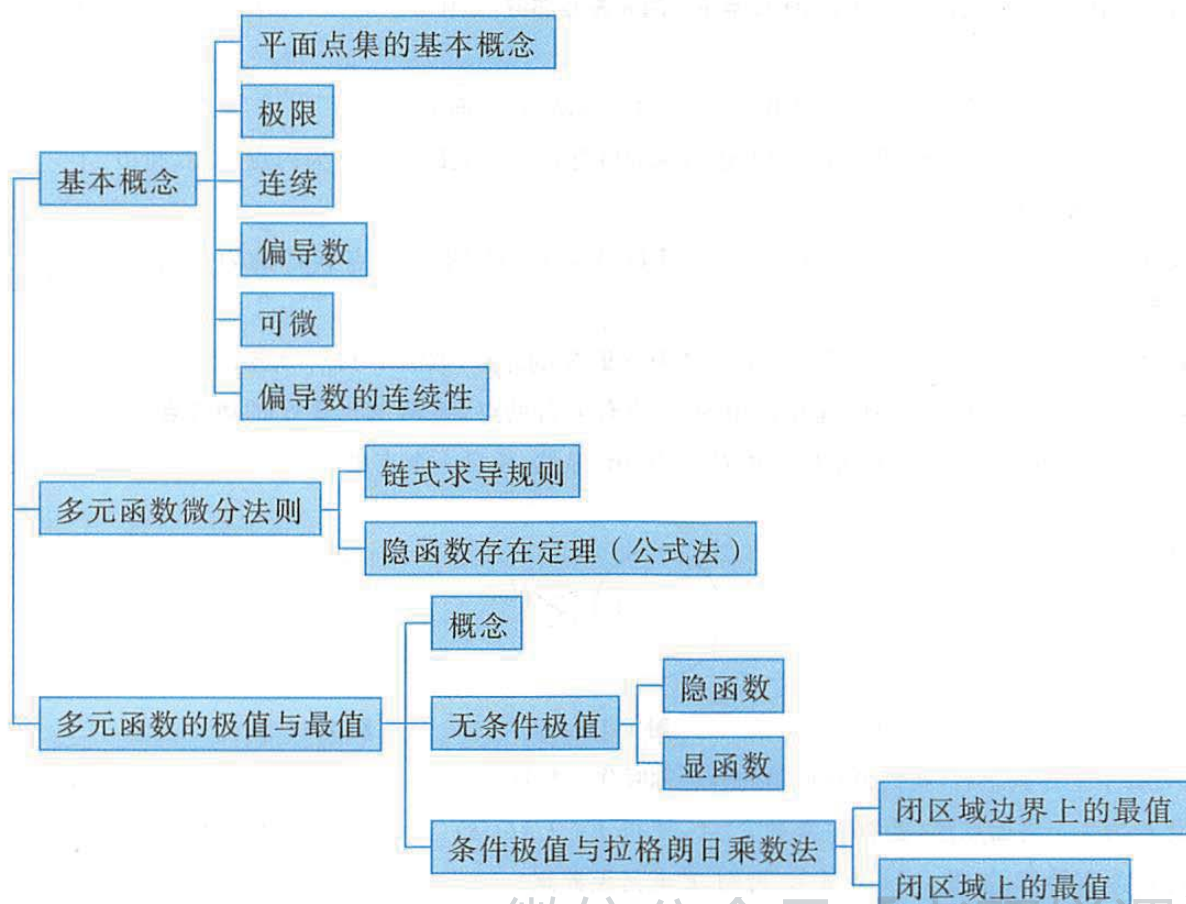 平面点集的基本概念
极限
基本概念
连续
偏导数
可微
偏导数的连续性
链式求导规则
多元函数微分法则
隐函数存在定理（公式法）
概念
隐函数
多元函数的极值与最值
无条件极值
显函数
闭区域边界上的最值
条件极值与拉格朗日乘数法
闭区域上的最值